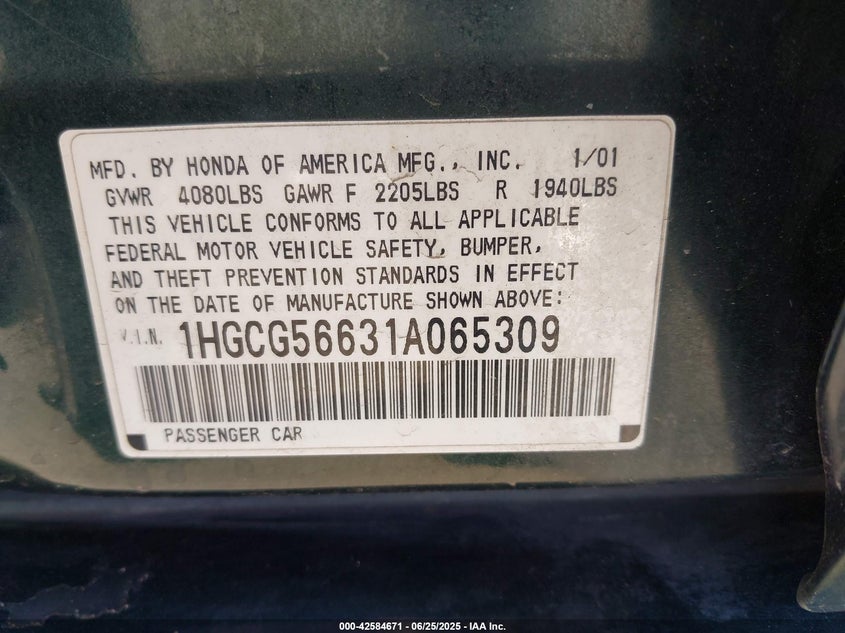 MFD. BY HONDA OF AMERICA MFG., INC. 1/01
GVWR 4080LBS GAWR F 2205LBS R 1940LBS
THIS VEHICLE CONFORMS TO ALL APPLICABLE
FEDERAL MOTOR VEHICLE SAFETY, BUMPER,
AND THEFT PREVENTION STANDARDS IN EFFECT
ON THE DATE OF MANUFACTURE SHOWN ABOVE:
V.I.N. 1HGCG56631A065309
PASSENGER CAR
000-42584671 - 06/25/2025 - IAA Inc.